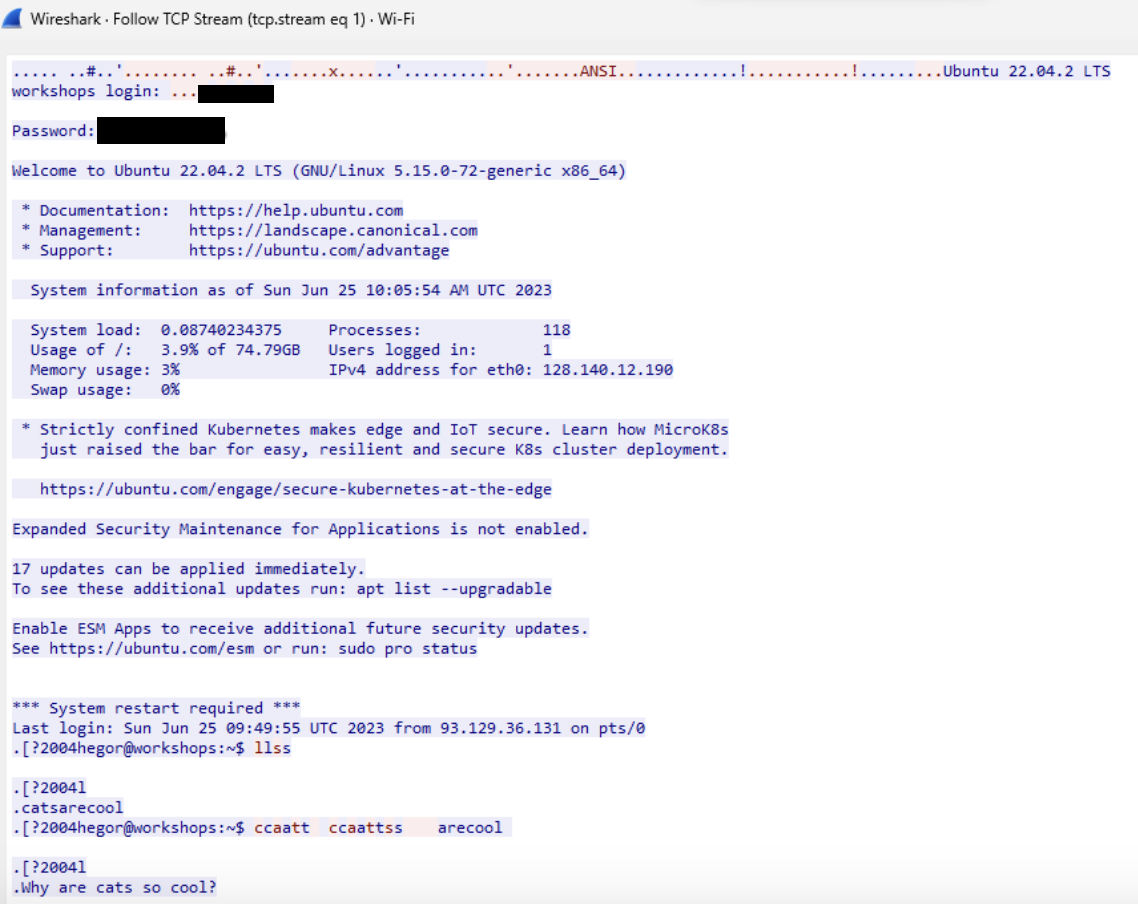 Wireshark · Follow TCP Stream (tcp.stream eq 1) · Wi-Fi
..... ..#..'........ ..#..'.......x......'...........'.......ANSI.............!...........!.........Ubuntu 22.04.2 LTS
workshops login: ...
Password:
Welcome to Ubuntu 22.04.2 LTS (GNU/Linux 5.15.0-72-generic x86_64)
* Documentation:  https://help.ubuntu.com
* Management:     https://landscape.canonical.com
* Support:        https://ubuntu.com/advantage
System information as of Sun Jun 25 10:05:54 AM UTC 2023
System load:  0.08740234375     Processes:             118
Usage of /:   3.9% of 74.79GB   Users logged in:       1
Memory usage: 3%                IPv4 address for eth0: 128.140.12.190
Swap usage:   0%
* Strictly confined Kubernetes makes edge and IoT secure. Learn how MicroK8s
just raised the bar for easy, resilient and secure K8s cluster deployment.
https://ubuntu.com/engage/secure-kubernetes-at-the-edge
Expanded Security Maintenance for Applications is not enabled.
17 updates can be applied immediately.
To see these additional updates run: apt list --upgradable
Enable ESM Apps to receive additional future security updates.
See https://ubuntu.com/esm or run: sudo pro status
*** System restart required ***
Last login: Sun Jun 25 09:49:55 UTC 2023 from 93.129.36.131 on pts/0
.[?2004hegor@workshops:~$ llss
.[?2004l
.catsarecool
.[?2004hegor@workshops:~$ ccaatt  ccaattss    arecool
.[?2004l
.Why are cats so cool?